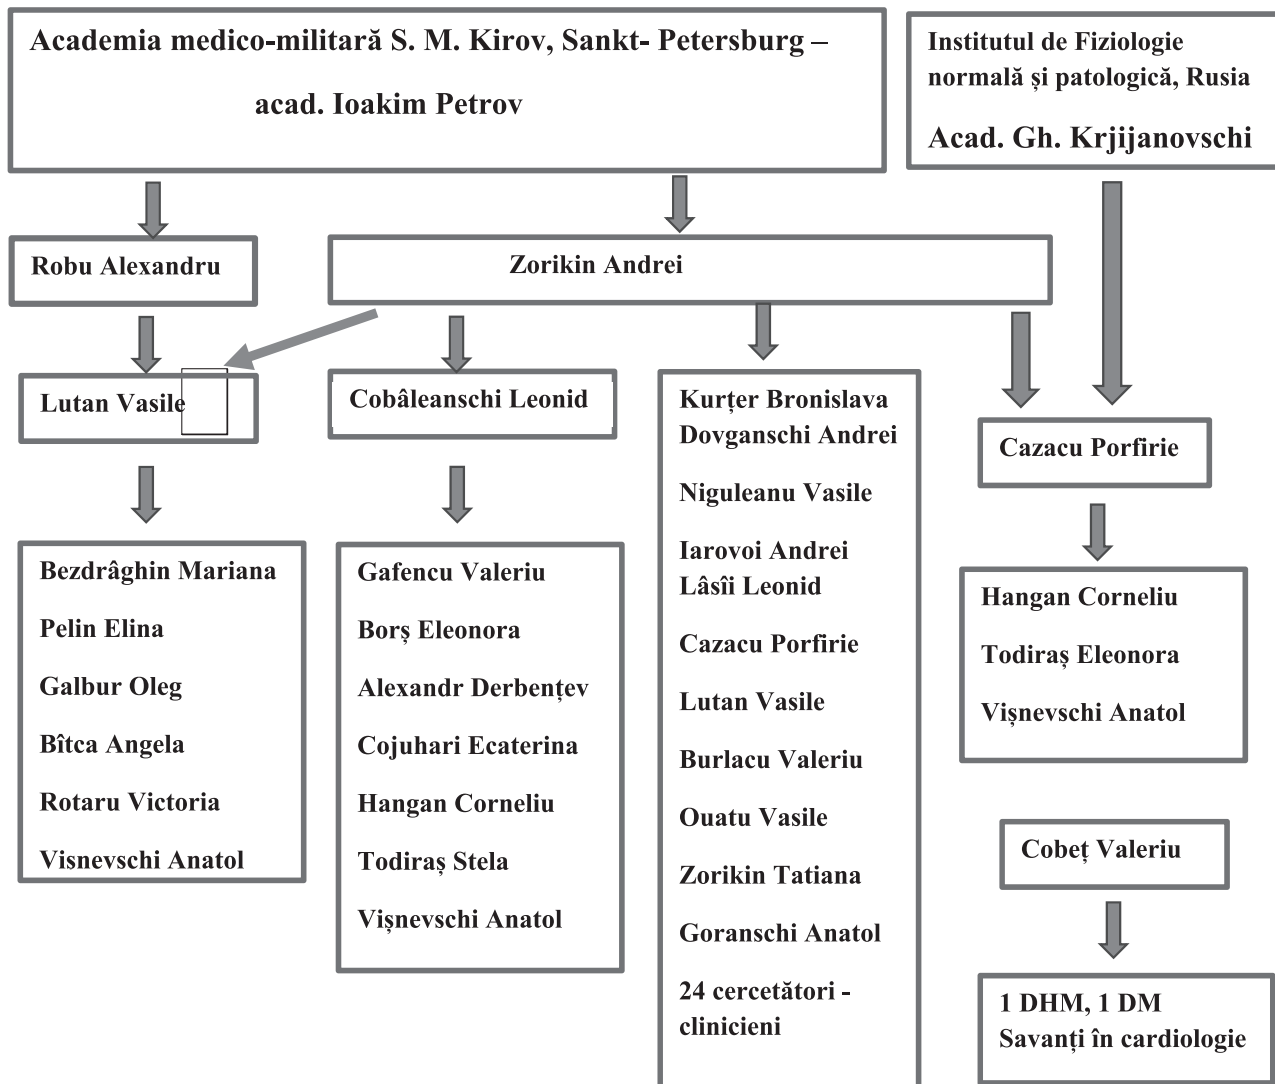 Academia medico-militară S. M. Kirov, Sankt- Petersburg –
acad. Ioakim Petrov
Institutul de Fiziologie
normală și patologică, Rusia
Acad. Gh. Krjijanovschi
Robu Alexandru
Zorikin Andrei
Lutan Vasile
Cobâleanschi Leonid
Kurțer Bronislava
Dovganschi Andrei
Niguleanu Vasile
Iarovoi Andrei
Lâsîi Leonid
Cazacu Porfirie
Lutan Vasile
Burlacu Valeriu
Ouatu Vasile
Zorikin Tatiana
Goranschi Anatol
24 cercetători -
clinicieni
Cazacu Porfirie
Bezdrâghin Mariana
Pelin Elina
Galbur Oleg
Bîtca Angela
Rotaru Victoria
Visnevschi Anatol
Gafencu Valeriu
Borș Eleonora
Alexandr Derbențev
Cojuhari Ecaterina
Hangan Corneliu
Todiraș Stela
Vișnevschi Anatol
Hangan Corneliu
Todiraș Eleonora
Vișnevschi Anatol
Cobeț Valeriu
1 DHM, 1 DM
Savanți în cardiologie